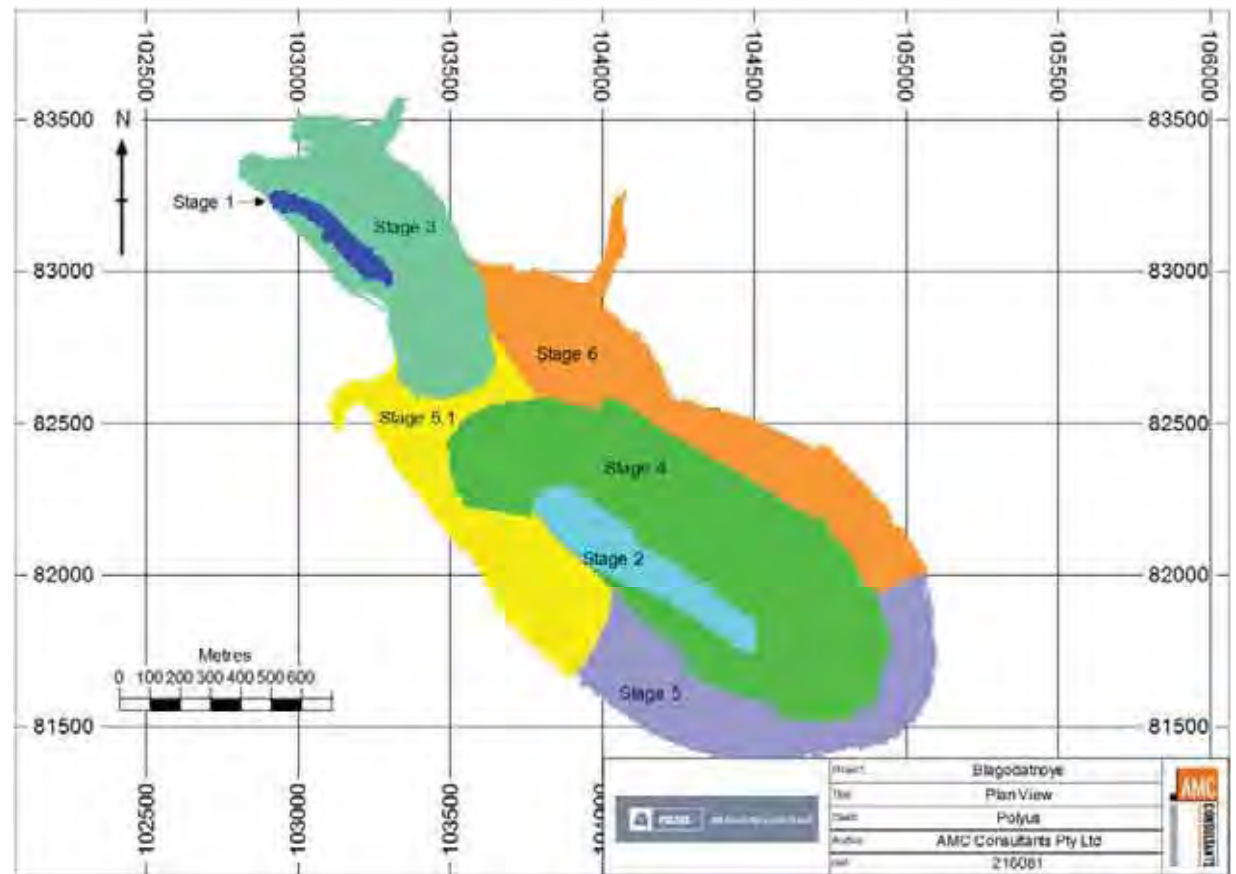 102500 103000 103500 104000 104500 105000 105500 106000
83500 N 83500
Stage 1
Stage 3
83000 83000
Stage 6
82500 Stage 5.1 82500
Stage 4
Stage 2
82000 82000
Metres
0 100 200 300 400 500 600
Stage 5
81500 81500
102500 103000 103500 104000
Blagodatnoye
Title Plan View
Polyus
AMC Consultants Pty Ltd
216081
AMC
CONSULTANTS